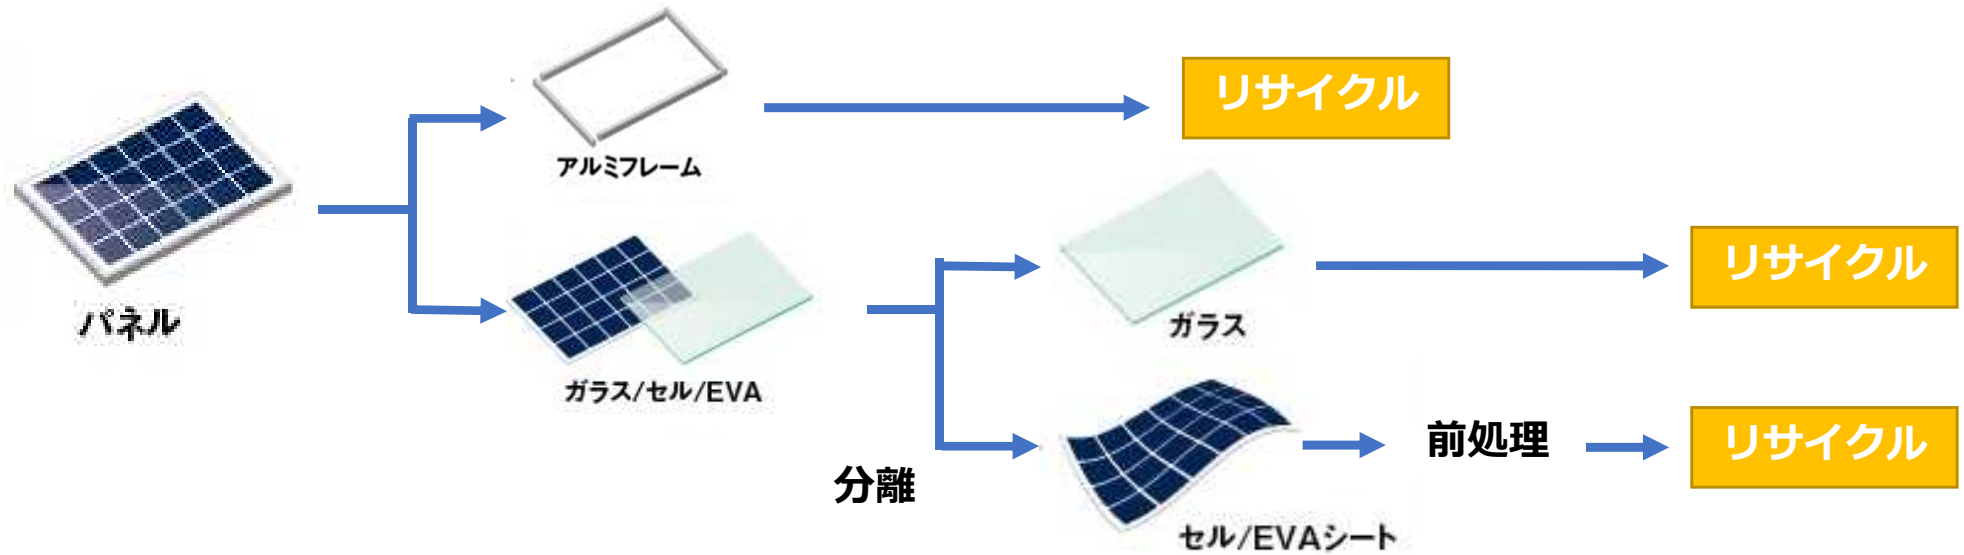 リサイクル
アルミフレーム
パネル
リサイクル
ガラス
ガラス/セル/EVA
分離
前処理
リサイクル
セル/EVAシート